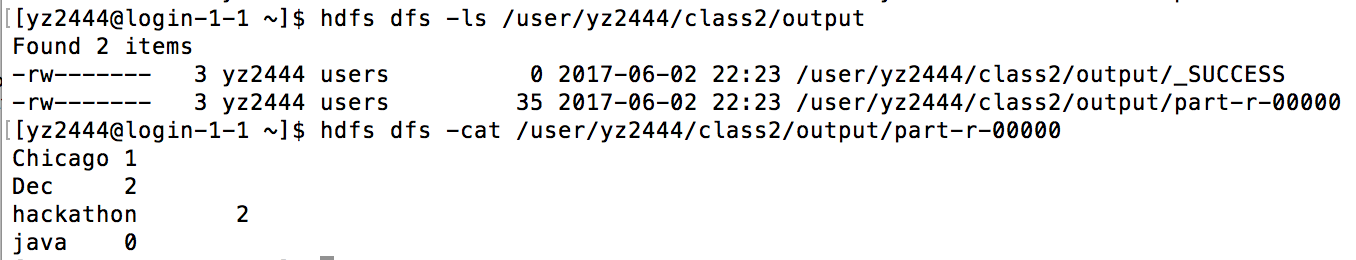 [[yz2444@login-1-1 ~]$ hdfs dfs -ls /user/yz2444/class2/output
Found 2 items
-rw-------   3 yz2444 users          0 2017-06-02 22:23 /user/yz2444/class2/output/_SUCCESS
-rw-------   3 yz2444 users         35 2017-06-02 22:23 /user/yz2444/class2/output/part-r-00000
[[yz2444@login-1-1 ~]$ hdfs dfs -cat /user/yz2444/class2/output/part-r-00000
Chicago 1
Dec     2
hackathon       2
java    0